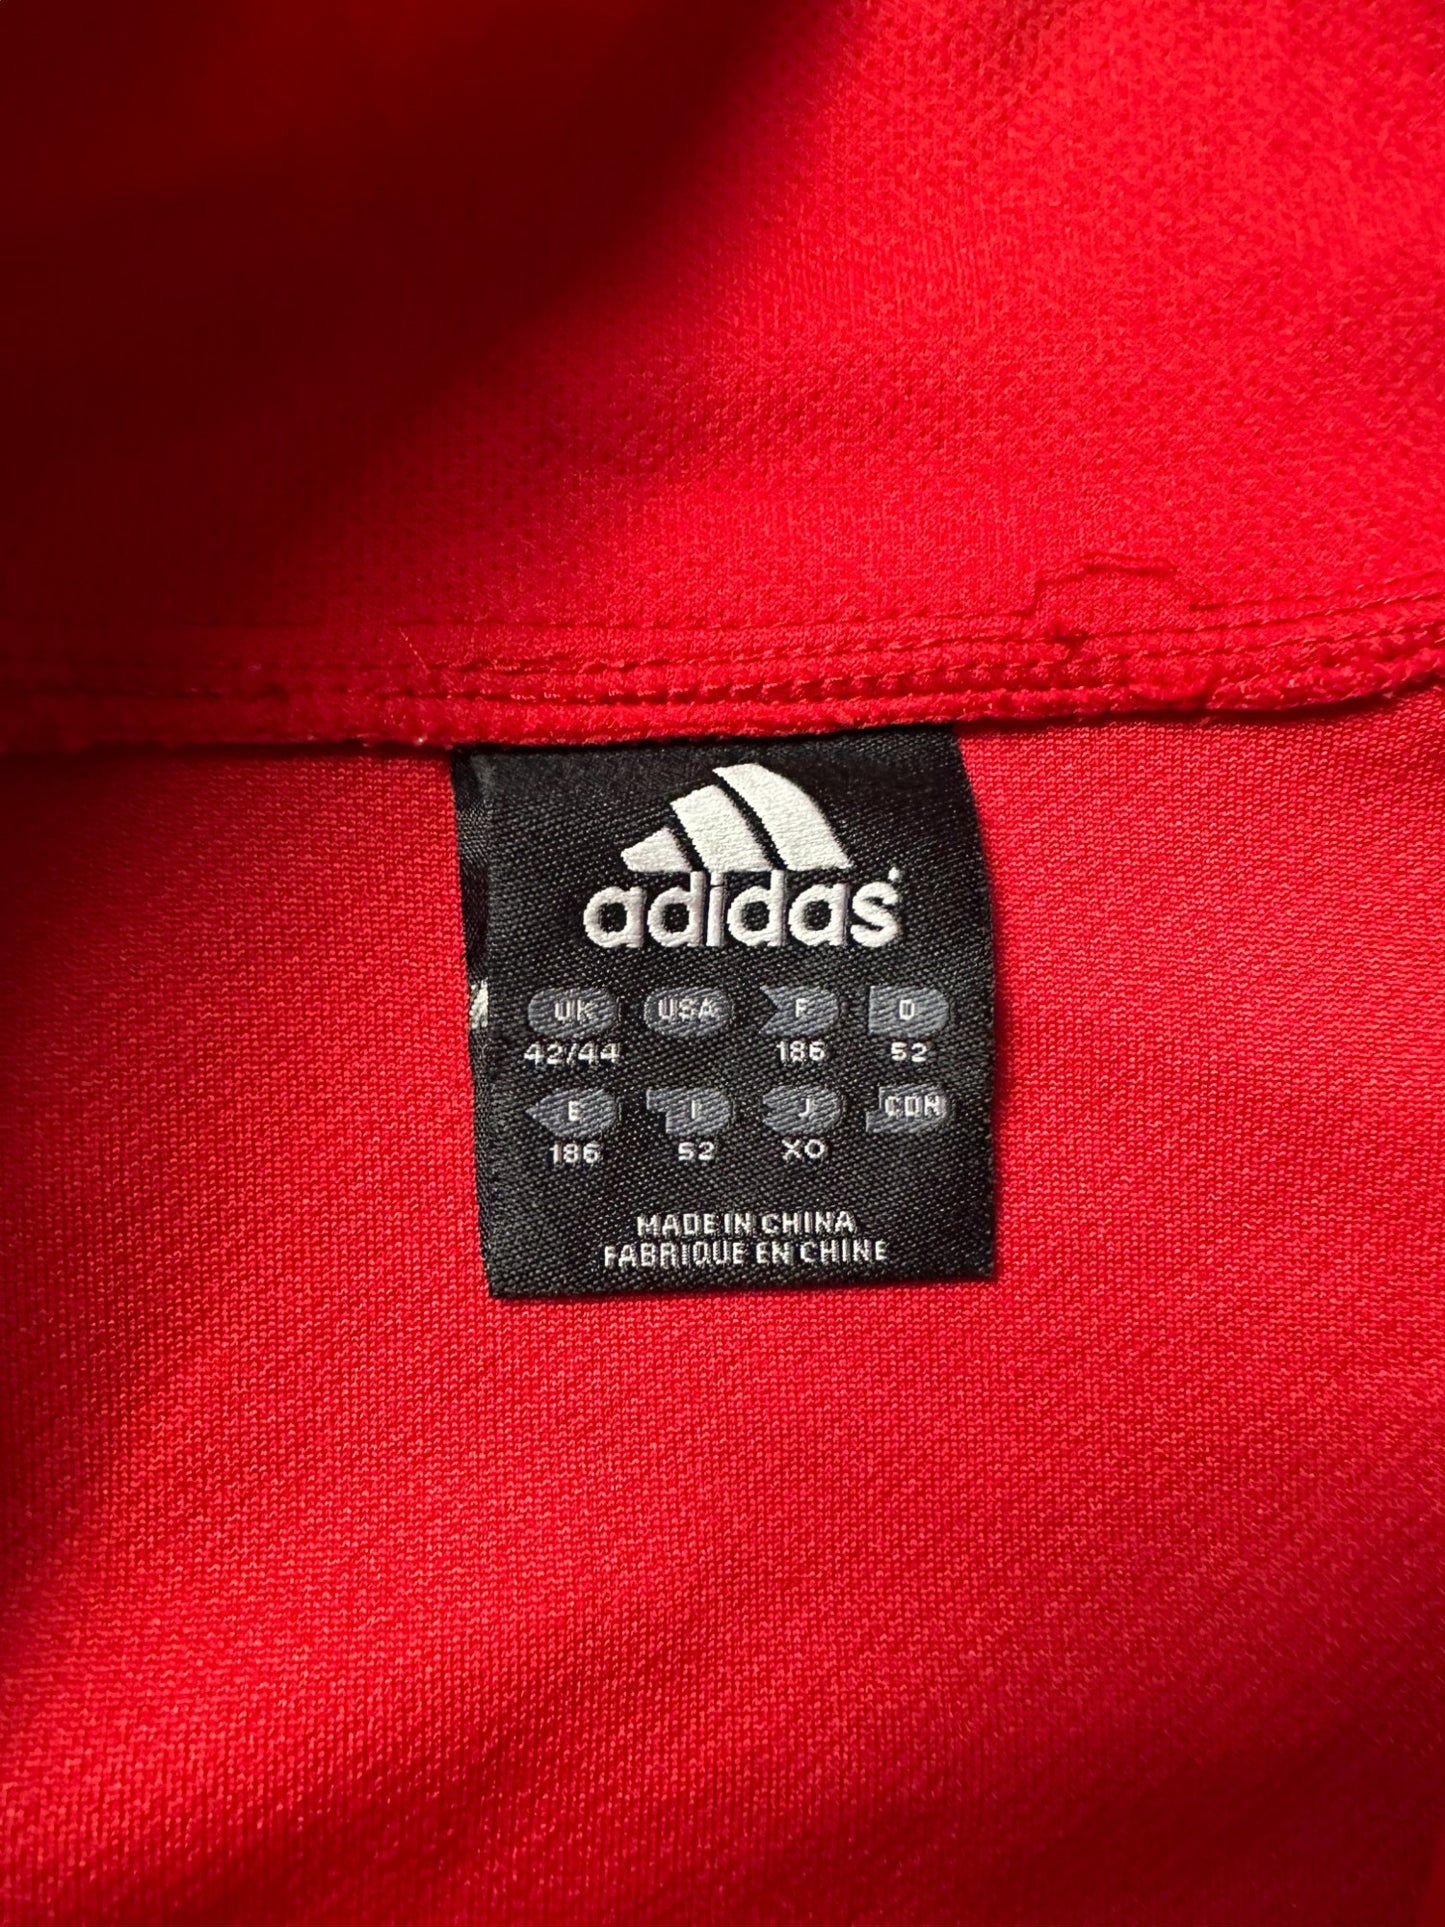 adidas
UK USA F D
42/44 186 52
E I J CDN
186 52 XO
MADE IN CHINA
FABRIQUE EN CHINE